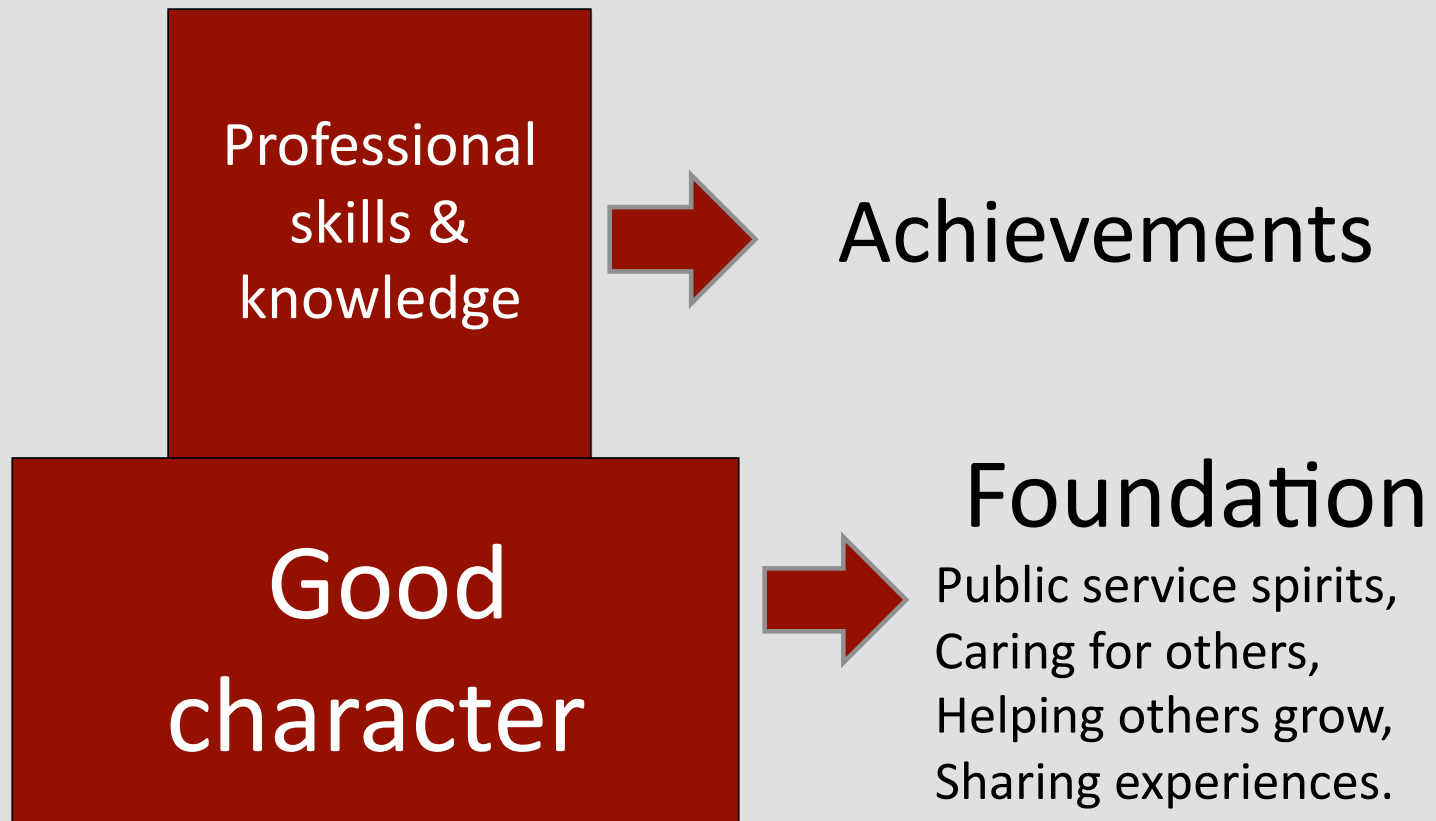 Professional
skills &
knowledge
Achievements
Good
character
Foundation
Public service spirits,
Caring for others,
Helping others grow,
Sharing experiences.